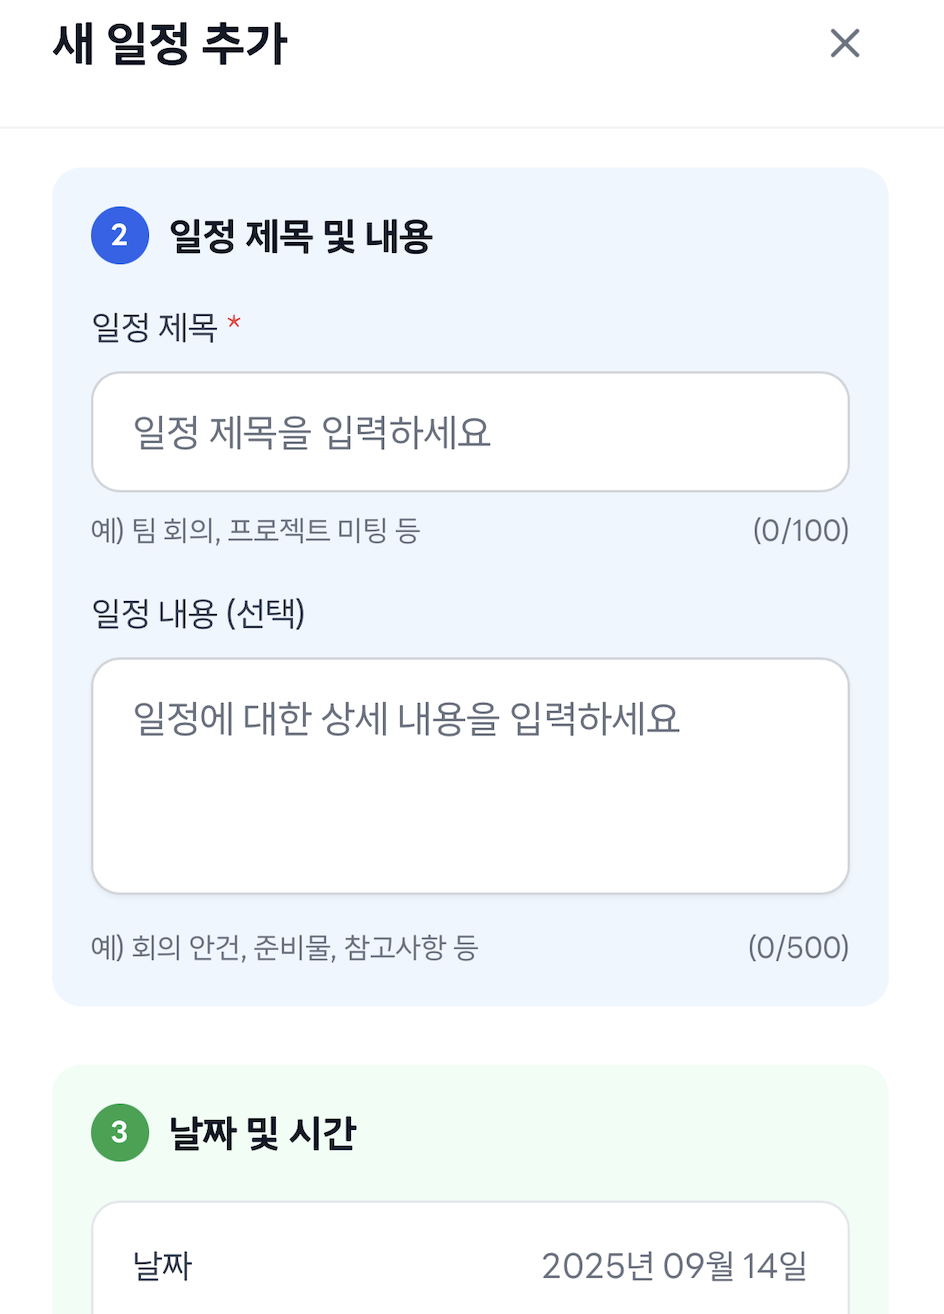 새 일정 추가
2 일정 제목 및 내용
일정 제목 *
일정 제목을 입력하세요
예) 팀 회의, 프로젝트 미팅 등 (0/100)
일정 내용 (선택)
일정에 대한 상세 내용을 입력하세요
예) 회의 안건, 준비물, 참고사항 등 (0/500)
3 날짜 및 시간
날짜 2025년 09월 14일